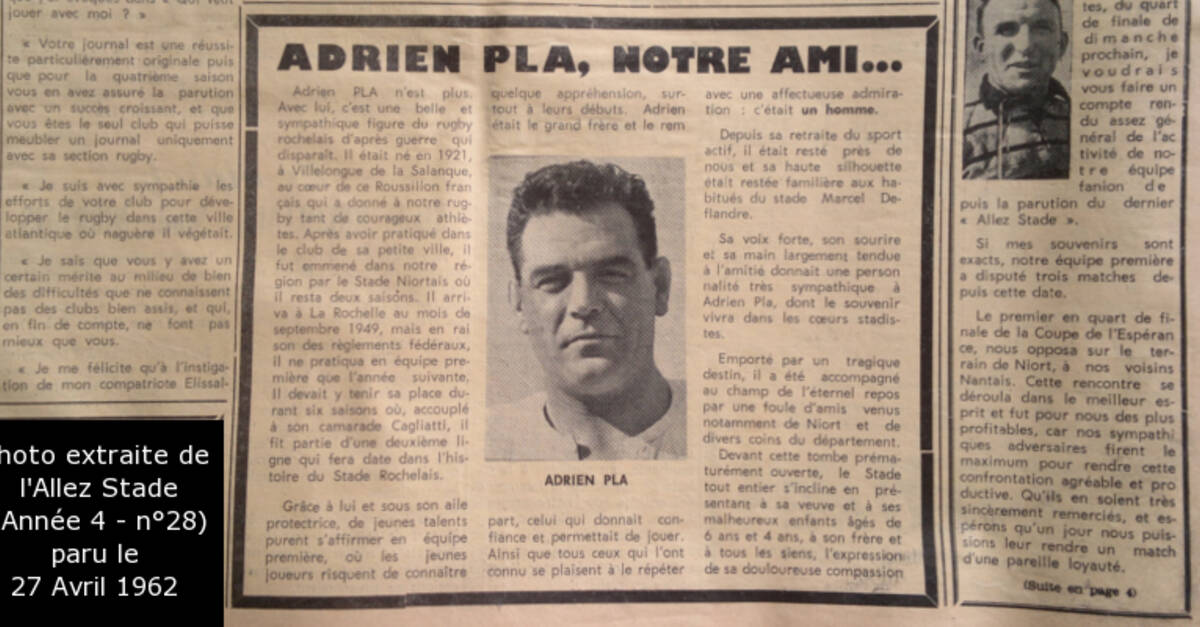 jouer avec moi ? »
« Votre journal est une réussi-
te particulièrement originale puis
que pour la quatrième saison
vous en avez assuré la parution
avec un succès croissant, et que
vous êtes le seul club qui puisse
meubler un journal uniquement
avec sa section rugby.
« Je suis avec sympathie les
efforts de votre club pour déve-
lopper le rugby dans cette ville
atlantique où naguère il végétait.
« Je sais que vous y avez un
certain mérite au milieu de bien
des difficultés que ne connaissent
pas des clubs bien assis, et qui,
en fin de compte, ne font pas
mieux que vous.
« Je me félicite qu'à l'instiga-
tion de mon compatriote Elissal-
hoto extraite de
l'Allez Stade
Année 4 - n°28)
paru le
27 Avril 1962
ADRIEN PLA, NOTRE AMI...
Adrien PLA n'est plus.
Avec lui, c'est une belle et
sympathique figure du rugby
rochelais d'après guerre qui
disparaît. Il était né en 1921,
à Villelongue de la Salanque,
au cœur de ce Roussillon fran
çais qui a donné à notre rug-
by tant de courageux athlè-
tes. Après avoir pratiqué dans
le club de sa petite ville, il
fut emmené dans notre ré-
gion par le Stade Niortais où
il resta deux saisons. Il arri-
va à La Rochelle au mois de
septembre 1949, mais en rai
son des règlements fédéraux,
il ne pratiqua en équipe pre-
mière que l'année suivante.
Il devait y tenir sa place du-
rant six saisons où, accouplé
à son camarade Cagliatti, il
fit partie d'une deuxième li-
gne qui fera date dans l'his-
toire du Stade Rochelais.
Grâce à lui et sous son aile
protectrice, de jeunes talents
purent s'affirmer en équipe
première, où les jeunes
joueurs risquent de connaître
quelque appréhension, sur-
tout à leurs débuts. Adrien
était le grand frère et le rem
ADRIEN PLA
part, celui qui donnait con-
fiance et permettait de jouer.
Ainsi que tous ceux qui l'ont
connu se plaisent à le répéter
avec une affectueuse admira-
tion : c'était un homme.
Depuis sa retraite du sport
actif, il était resté près de
nous et sa haute silhouette
était restée familière aux ha-
bitués du stade Marcel De-
flandre.
Sa voix forte, son sourire
et sa main largement tendue
à l'amitié donnait une person
nalité très sympathique à
Adrien Pla, dont le souvenir
vivra dans les cœurs stadis-
tes.
Emporté par un tragique
destin, il a été accompagné
au champ de l'éternel repos
par une foule d'amis venus
notamment de Niort et de
divers coins du département.
Devant cette tombe préma-
turément ouverte, le Stade
tout entier s'incline en pré-
sentant à sa veuve et à ses
malheureux enfants âgés de
6 ans et 4 ans, à son frère et
à tous les siens, l'expression
de sa douloureuse compassion
tes, du quart
de finale de
dimanche
prochain, je
voudrais
vous faire un
compte ren-
du assez gé-
néral de l'ac
tivité de no-
tre équipe
fanion de-
puis la parution du dernier
« Allez Stade ».
Si mes souvenirs sont
exacts, notre équipe première
a disputé trois matches de-
puis cette date.
Le premier en quart de fi-
nale de la Coupe de l'Espéran
ce, nous opposa sur le ter-
rain de Niort, à nos voisins
Nantais. Cette rencontre se
déroula dans le meilleur es-
prit et fut pour nous des plus
profitables, car nos sympathi
ques adversaires firent le
maximum pour rendre cette
confrontation agréable et pro
ductive. Qu'ils en soient très
sincèrement remerciés, et es-
pérons qu'un jour nous puis-
sions leur rendre un match
d'une pareille loyauté.
(Suite en page 4)